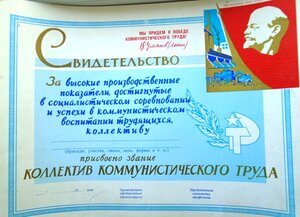 МЫ ПРИДЕМ К ПОБЕДЕ
КОММУНИСТИЧЕСКОГО ТРУДА!
СВИДЕТЕЛЬСТВО
За высокие производственные
показатели, достигнутые
в социалистическом соревновании
и успехи в коммунистическом
воспитании трудящихся,
коллективу
присвоено звание
КОЛЛЕКТИВ КОММУНИСТИЧЕСКОГО ТРУДА